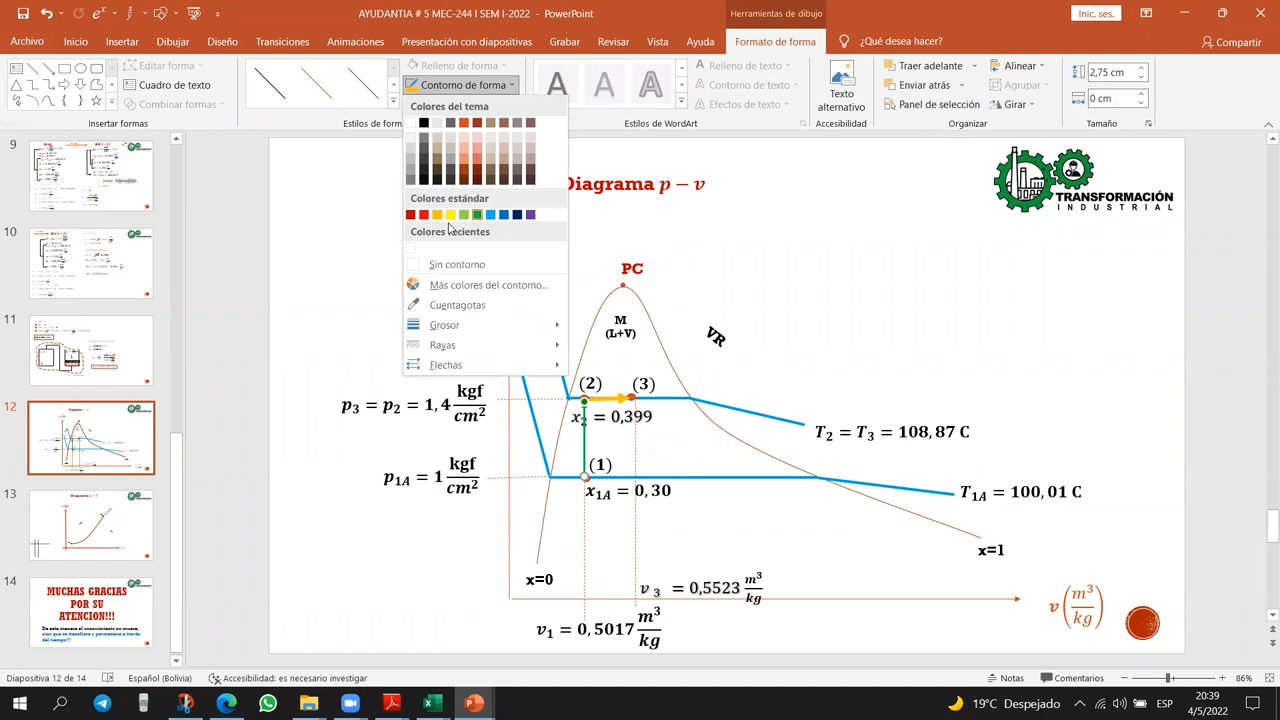 AYUDANTIA # 5 MEC-244 I SEM I-2022 - PowerPoint
Herramientas de dibujo
Inic. ses.
Archivo
Inicio
Insertar
Dibujar
Diseño
Transiciones
Animaciones
Presentación con diapositivas
Grabar
Revisar
Vista
Ayuda
Formato de forma
¿Qué desea hacer?
Compartir
Editar forma
Cuadro de texto
Combinar formas
Insertar formas
Estilos de form
Relleno de forma
Contorno de forma
Relleno de texto
Contorno de texto
Efectos de texto
Estilos de WordArt
Texto
alternativo
Accesibilidad
Traer adelante
Enviar atrás
Panel de selección
Alinear
Agrupar
Girar
Organizar
2,75 cm
0 cm
Tamaño
Colores del tema
Colores estándar
Colores recientes
Sin contorno
Más colores del contorno...
Cuentagotas
Grosor
Rayas
Flechas
9
10
11
12
13
14
MUCHAS GRACIAS
POR SU
ATENCION!!!
Diagrama p − v
TRANSFORMACIÓN
INDUSTRIAL
PC
M
(L+V)
VR
(2)
(3)
p₃ = p₂ = 1,4 kgf/cm²
x₂ = 0,399
T₂ = T₃ = 108,87 C
(1)
p₁A = 1 kgf/cm²
x₁A = 0,30
T₁A = 100,01 C
x=1
x=0
v ₃ = 0,5523 m³/kg
v (m³/kg)
v₁ = 0,5017 m³/kg
Diapositiva 12 de 14
Español (Bolivia)
Accesibilidad: es necesario investigar
Notas
Comentarios
86%
19°C Despejado
ESP
20:39
4/5/2022